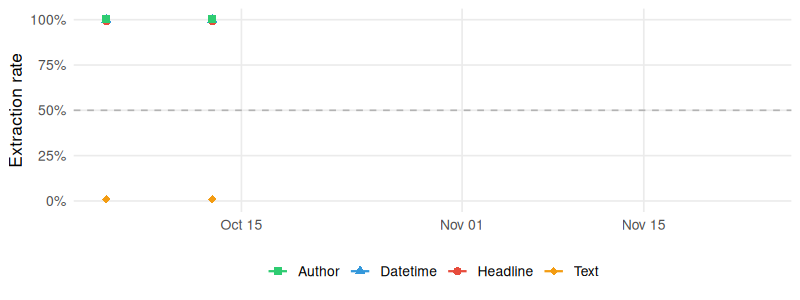 100%
75%
50%
25%
0%
Extraction rate
Oct 15 Nov 01 Nov 15
Author Datetime Headline Text